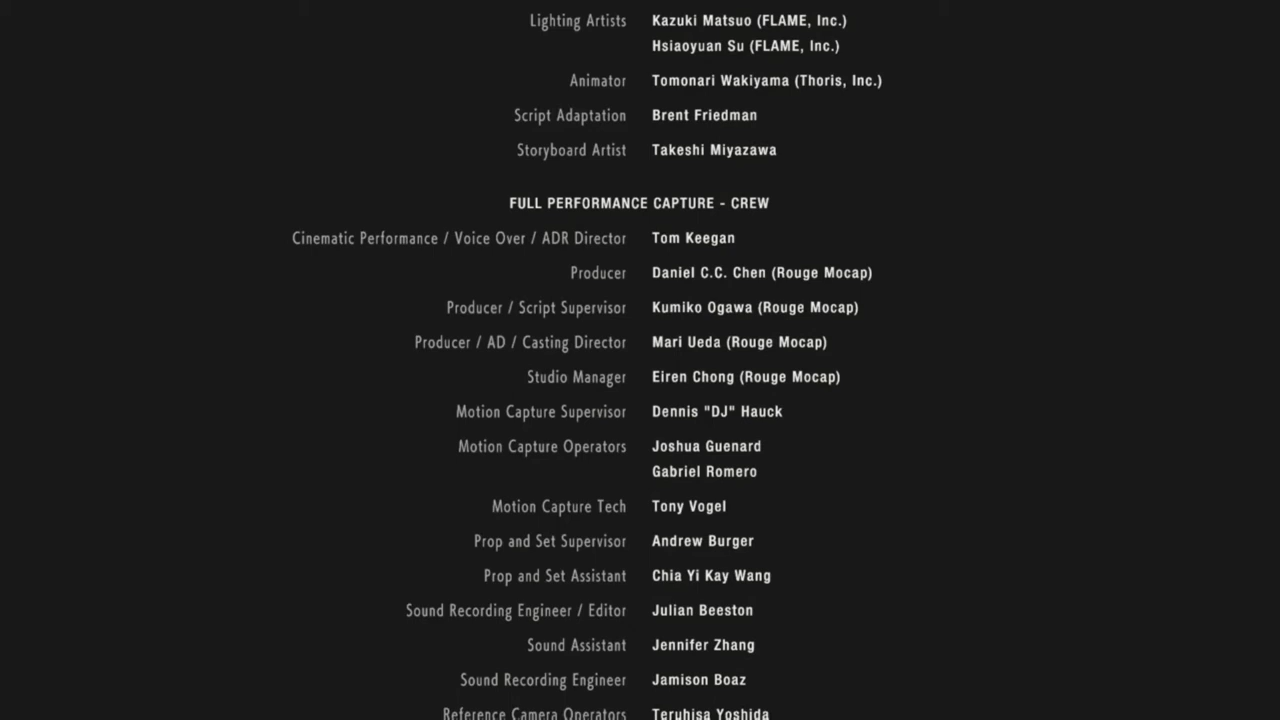 Lighting Artists Kazuki Matsuo (FLAME, Inc.)
Hsiaoyuan Su (FLAME, Inc.)
Animator Tomonari Wakiyama (Thoris, Inc.)
Script Adaptation Brent Friedman
Storyboard Artist Takeshi Miyazawa
FULL PERFORMANCE CAPTURE - CREW
Cinematic Performance / Voice Over / ADR Director Tom Keegan
Producer Daniel C.C. Chen (Rouge Mocap)
Producer / Script Supervisor Kumiko Ogawa (Rouge Mocap)
Producer / AD / Casting Director Mari Ueda (Rouge Mocap)
Studio Manager Eiren Chong (Rouge Mocap)
Motion Capture Supervisor Dennis "DJ" Hauck
Motion Capture Operators Joshua Guenard
Gabriel Romero
Motion Capture Tech Tony Vogel
Prop and Set Supervisor Andrew Burger
Prop and Set Assistant Chia Yi Kay Wang
Sound Recording Engineer / Editor Julian Beeston
Sound Assistant Jennifer Zhang
Sound Recording Engineer Jamison Boaz
Reference Camera Operators Teruhisa Yoshida